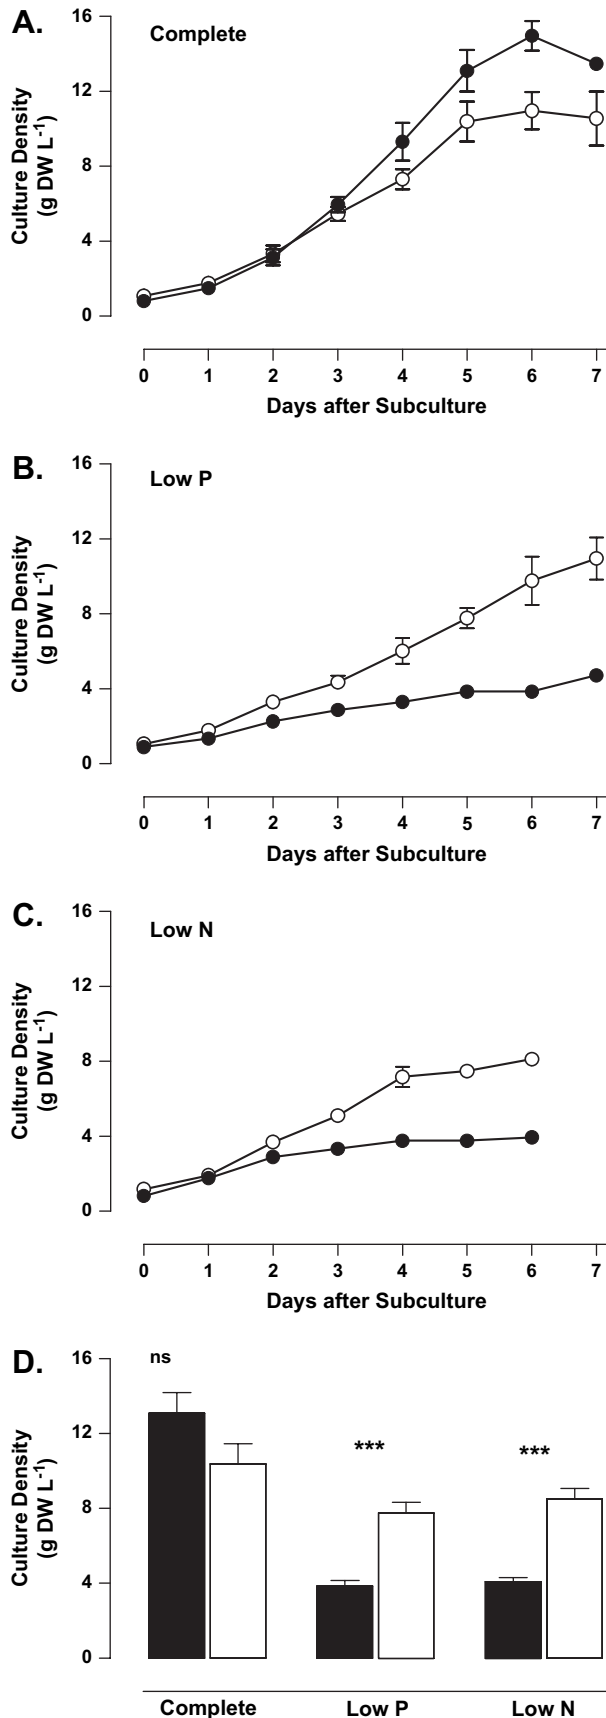 A.
Complete
16
12
8
4
0
Culture Density
(g DW L-1)
0 1 2 3 4 5 6 7
Days after Subculture
B.
Low P
16
12
8
4
0
Culture Density
(g DW L-1)
0 1 2 3 4 5 6 7
Days after Subculture
C.
Low N
16
12
8
4
0
Culture Density
(g DW L-1)
0 1 2 3 4 5 6 7
Days after Subculture
D.
ns
16
12
8
4
0
Culture Density
(g DW L-1)
*** ***
Complete Low P Low N